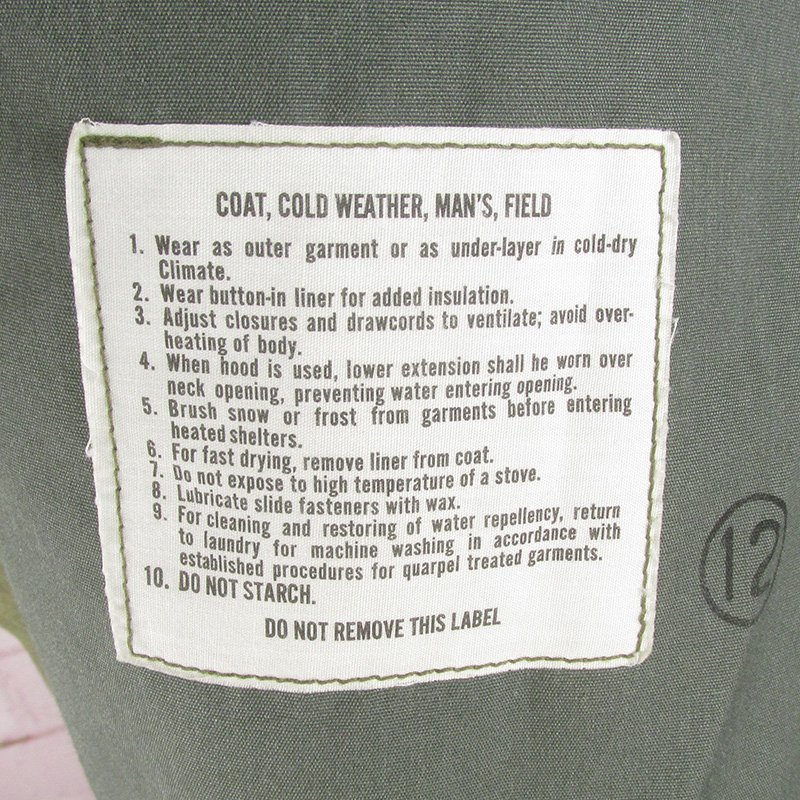 COAT, COLD WEATHER, MAN'S, FIELD
1. Wear as outer garment or as under-layer in cold-dry
Climate.
2. Wear button-in liner for added insulation.
3. Adjust closures and drawcords to ventilate; avoid over-
heating of body.
4. When hood is used, lower extension shall he worn over
neck opening, preventing water entering opening.
5. Brush snow or frost from garments before entering
heated shelters.
6. For fast drying, remove liner from coat.
7. Do not expose to high temperature of a stove.
8. Lubricate slide fasteners with wax.
9. For cleaning and restoring of water repellency, return
to laundry for machine washing in accordance with
established procedures for quarpel treated garments.
10. DO NOT STARCH.
DO NOT REMOVE THIS LABEL
12